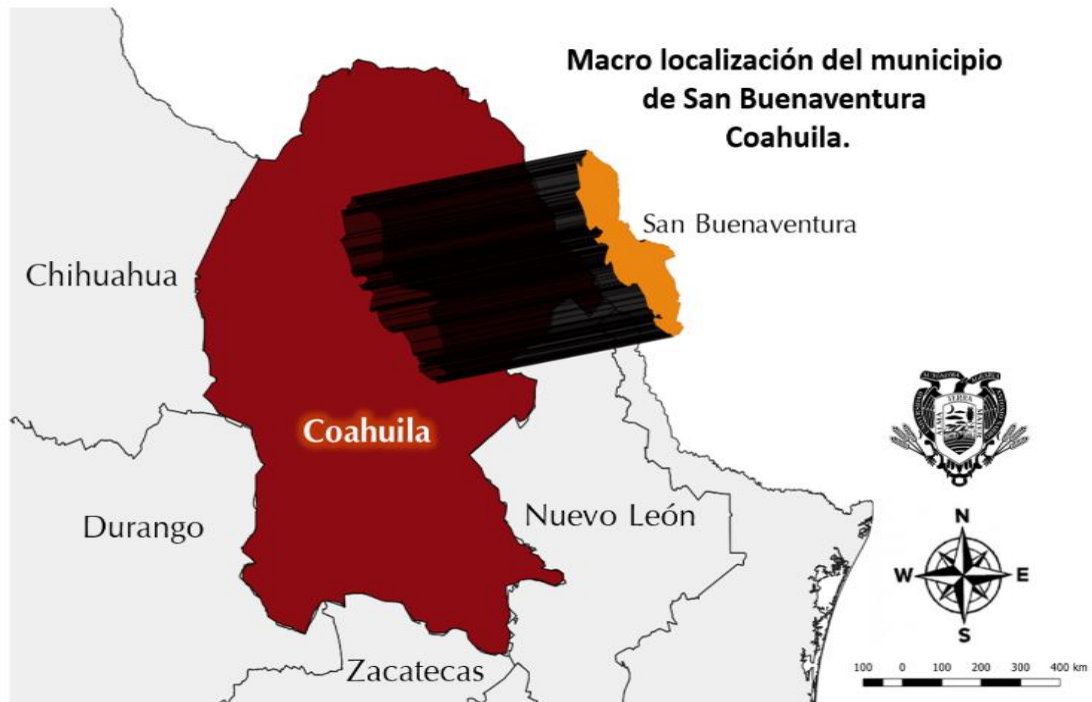 Macro localización del municipio
de San Buenaventura
Coahuila.
San Buenaventura
Chihuahua
Coahuila
Durango
Nuevo León
Zacatecas
N
W E
S
100 0 100 200 300 400 km